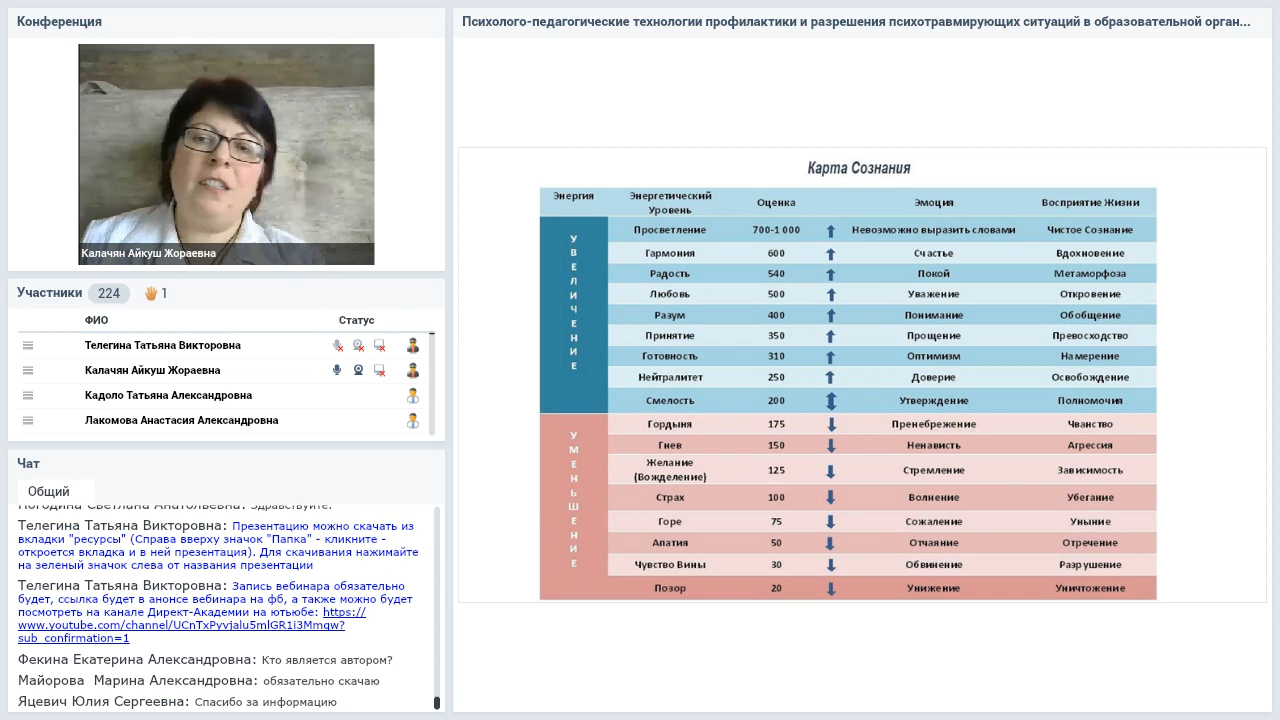 Конференция
Калачян Айкуш Жораевна
Участники 224 1
ФИО Статус
Телегина Татьяна Викторовна
Калачян Айкуш Жораевна
Кадоло Татьяна Александровна
Лакомова Анастасия Александровна
Чат
Общий
Погодина Светлана Анатольевна: Здравствуйте!
Телегина Татьяна Викторовна: Презентацию можно скачать из
вкладки "ресурсы" (Справа вверху значок "Папка" - кликните -
откроется вкладка и в ней презентация). Для скачивания нажимайте
на зеленый значок слева от названия презентации
Телегина Татьяна Викторовна: Запись вебинара обязательно
будет, ссылка будет в анонсе вебинара на фб, а также можно будет
посмотреть на канале Директ-Академии на ютьюбе: https://
www.youtube.com/channel/UCnTxPyvjalu5mlGR1i3Mmqw?
sub_confirmation=1
Фекина Екатерина Александровна: Кто является автором?
Майорова Марина Александровна: обязательно скачаю
Яцевич Юлия Сергеевна: Спасибо за информацию
Психолого-педагогические технологии профилактики и разрешения психотравмирующих ситуаций в образовательной орган...
Карта Сознания
Энергия Энергетический Уровень Оценка Эмоция Восприятие Жизни
УВЕЛИЧЕНИЕ
Просветление 700-1 000 Невозможно выразить словами Чистое Сознание
Гармония 600 Счастье Вдохновение
Радость 540 Покой Метаморфоза
Любовь 500 Уважение Откровение
Разум 400 Понимание Обобщение
Принятие 350 Прощение Превосходство
Готовность 310 Оптимизм Намерение
Нейтралитет 250 Доверие Освобождение
Смелость 200 Утверждение Полномочия
УМЕНЬШЕНИЕ
Гордыня 175 Пренебрежение Чванство
Гнев 150 Ненависть Агрессия
Желание (Вожделение) 125 Стремление Зависимость
Страх 100 Волнение Убегание
Горе 75 Сожаление Уныние
Апатия 50 Отчаяние Отречение
Чувство Вины 30 Обвинение Разрушение
Позор 20 Унижение Уничтожение